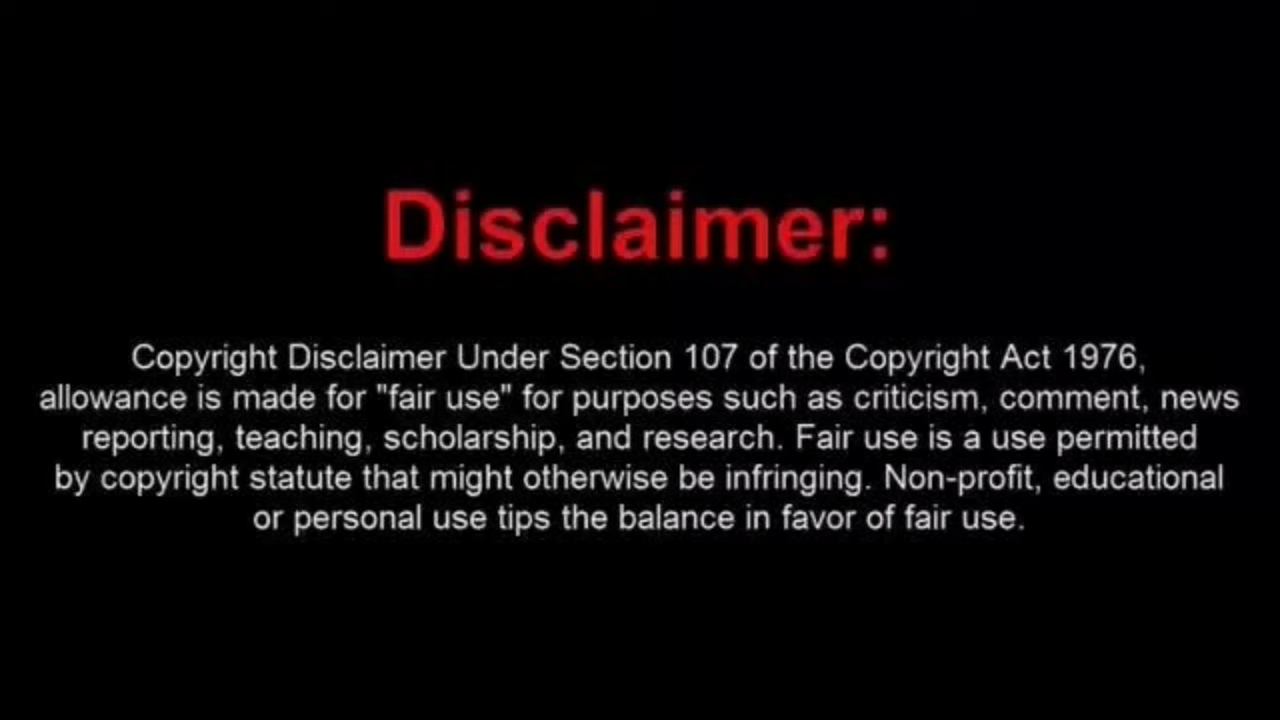 Disclaimer:
Copyright Disclaimer Under Section 107 of the Copyright Act 1976,
allowance is made for "fair use" for purposes such as criticism, comment, news
reporting, teaching, scholarship, and research. Fair use is a use permitted
by copyright statute that might otherwise be infringing. Non-profit, educational
or personal use tips the balance in favor of fair use.